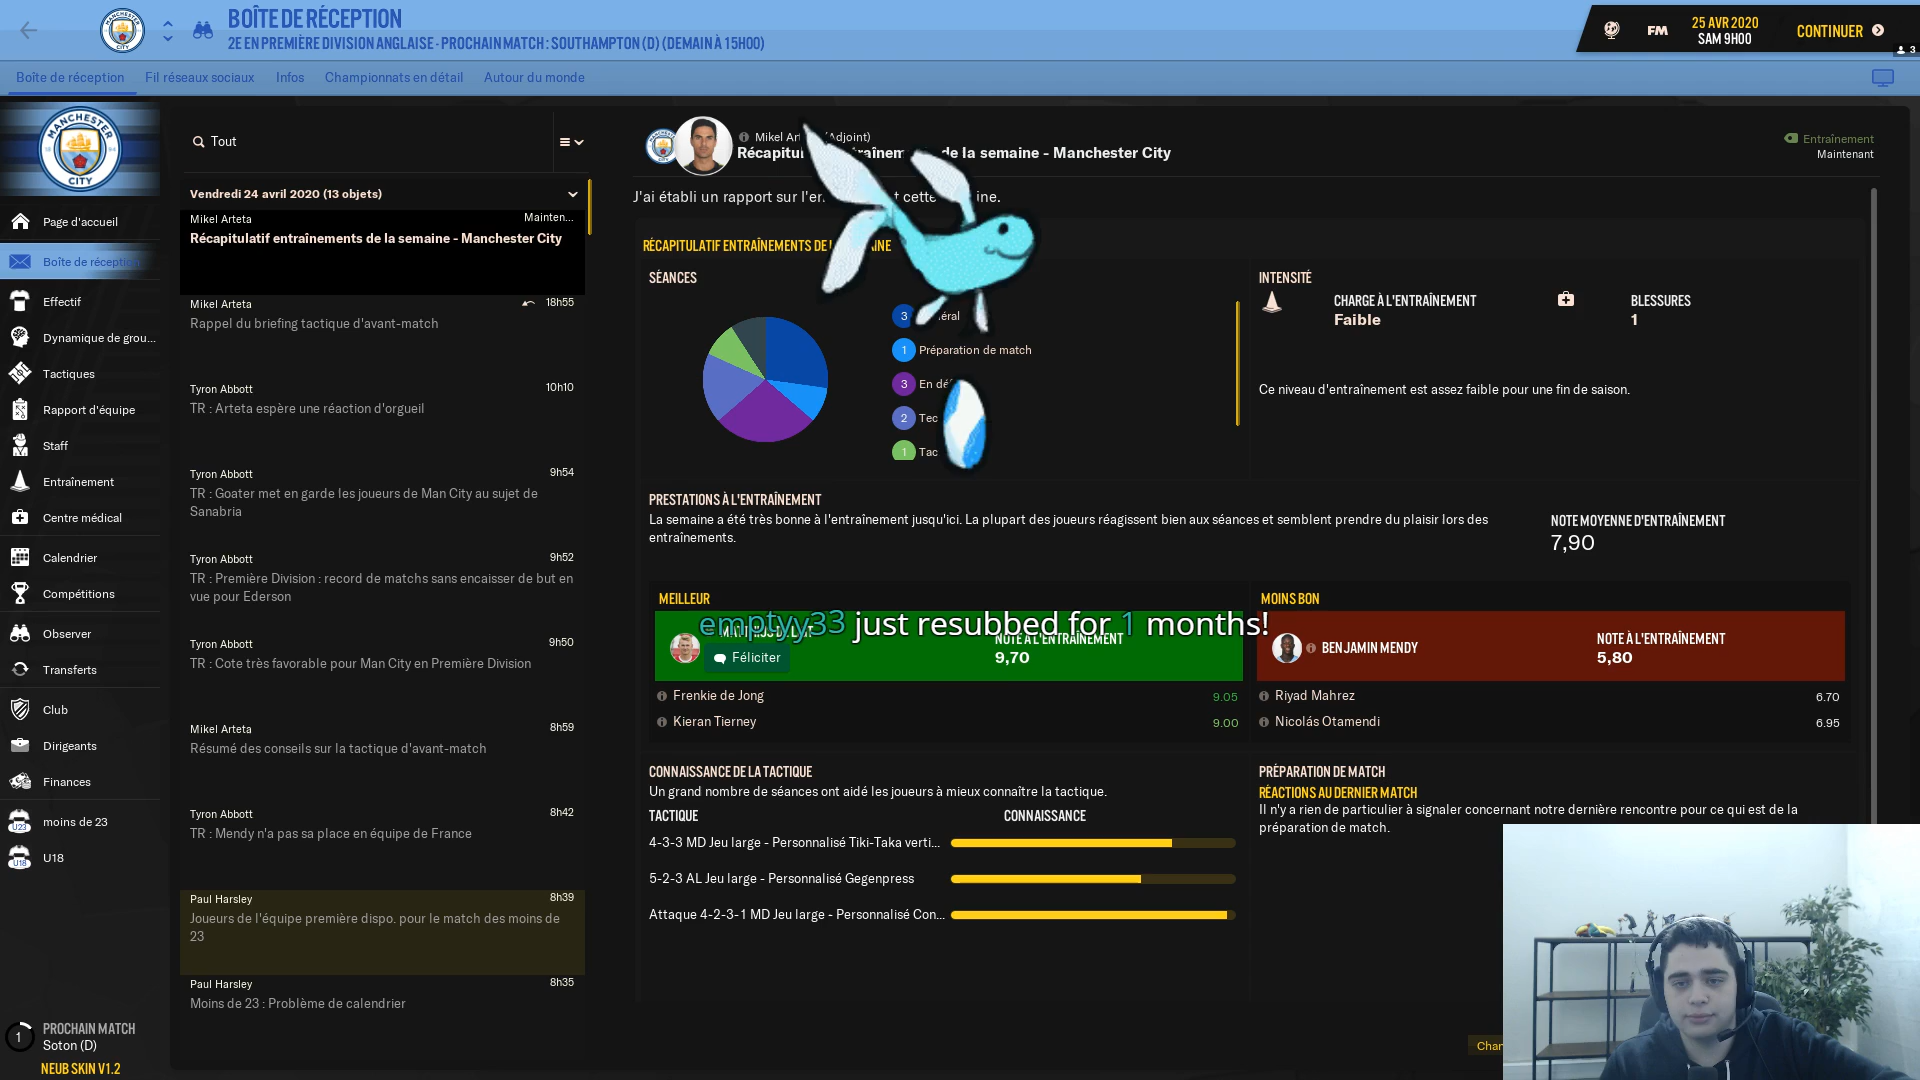 BOÎTE DE RÉCEPTION
2E EN PREMIÈRE DIVISION ANGLAISE - PROCHAIN MATCH : SOUTHAMPTON (D) (DEMAIN À 15H00)
FM
25 AVR 2020
SAM 9H00
CONTINUER
3
Boîte de réception
Fil réseaux sociaux
Infos
Championnats en détail
Autour du monde
MANCHESTER
CITY
Page d'accueil
Boîte de réception
Effectif
Dynamique de grou...
Tactiques
Rapport d'équipe
Staff
Entraînement
Centre médical
Calendrier
Compétitions
Observer
Transferts
Club
Dirigeants
Finances
U23 moins de 23
U18 U18
1
PROCHAIN MATCH
Soton (D)
NEUB SKIN V1.2
Tout
Vendredi 24 avril 2020 (13 objets)
Mikel Arteta Mainten...
Récapitulatif entraînements de la semaine - Manchester City
Mikel Arteta 18h55
Rappel du briefing tactique d'avant-match
Tyron Abbott 10h10
TR : Arteta espère une réaction d'orgueil
Tyron Abbott 9h54
TR : Goater met en garde les joueurs de Man City au sujet de
Sanabria
Tyron Abbott 9h52
TR : Première Division : record de matchs sans encaisser de but en
vue pour Ederson
Tyron Abbott 9h50
TR : Cote très favorable pour Man City en Première Division
Mikel Arteta 8h59
Résumé des conseils sur la tactique d'avant-match
Tyron Abbott 8h42
TR : Mendy n'a pas sa place en équipe de France
Paul Harsley 8h39
Joueurs de l'équipe première dispo. pour le match des moins de
23
Paul Harsley 8h35
Moins de 23 : Problème de calendrier
Mikel Adjoint)
de la semaine - Manchester City
Entraînement
Maintenant
J'ai établi un rapport sur cette
RÉCAPITULATIF ENTRAÎNEMENTS DE
SÉANCES
3
1 Préparation de match
3 En
2 Tec
1 Tac
INTENSITÉ
CHARGE À L'ENTRAÎNEMENT
Faible
BLESSURES
1
Ce niveau d'entraînement est assez faible pour une fin de saison.
PRESTATIONS À L'ENTRAÎNEMENT
La semaine a été très bonne à l'entraînement jusqu'ici. La plupart des joueurs réagissent bien aux séances et semblent prendre du plaisir lors des
entraînements.
NOTE MOYENNE D'ENTRAÎNEMENT
7,90
MEILLEUR
emptyy33 just resubbed for 1 months!
NOTE À L'ENTRAÎNEMENT
Féliciter
9,70
Frenkie de Jong 9.05
Kieran Tierney 9.00
MOINS BON
BENJAMIN MENDY
NOTE À L'ENTRAÎNEMENT
5,80
Riyad Mahrez 6.70
Nicolás Otamendi 6.95
CONNAISSANCE DE LA TACTIQUE
Un grand nombre de séances ont aidé les joueurs à mieux connaître la tactique.
TACTIQUE CONNAISSANCE
4-3-3 MD Jeu large - Personnalisé Tiki-Taka verti...
5-2-3 AL Jeu large - Personnalisé Gegenpress
Attaque 4-2-3-1 MD Jeu large - Personnalisé Con...
PRÉPARATION DE MATCH
RÉACTIONS AU DERNIER MATCH
Il n'y a rien de particulier à signaler concernant notre dernière rencontre pour ce qui est de la
préparation de match.
Chan